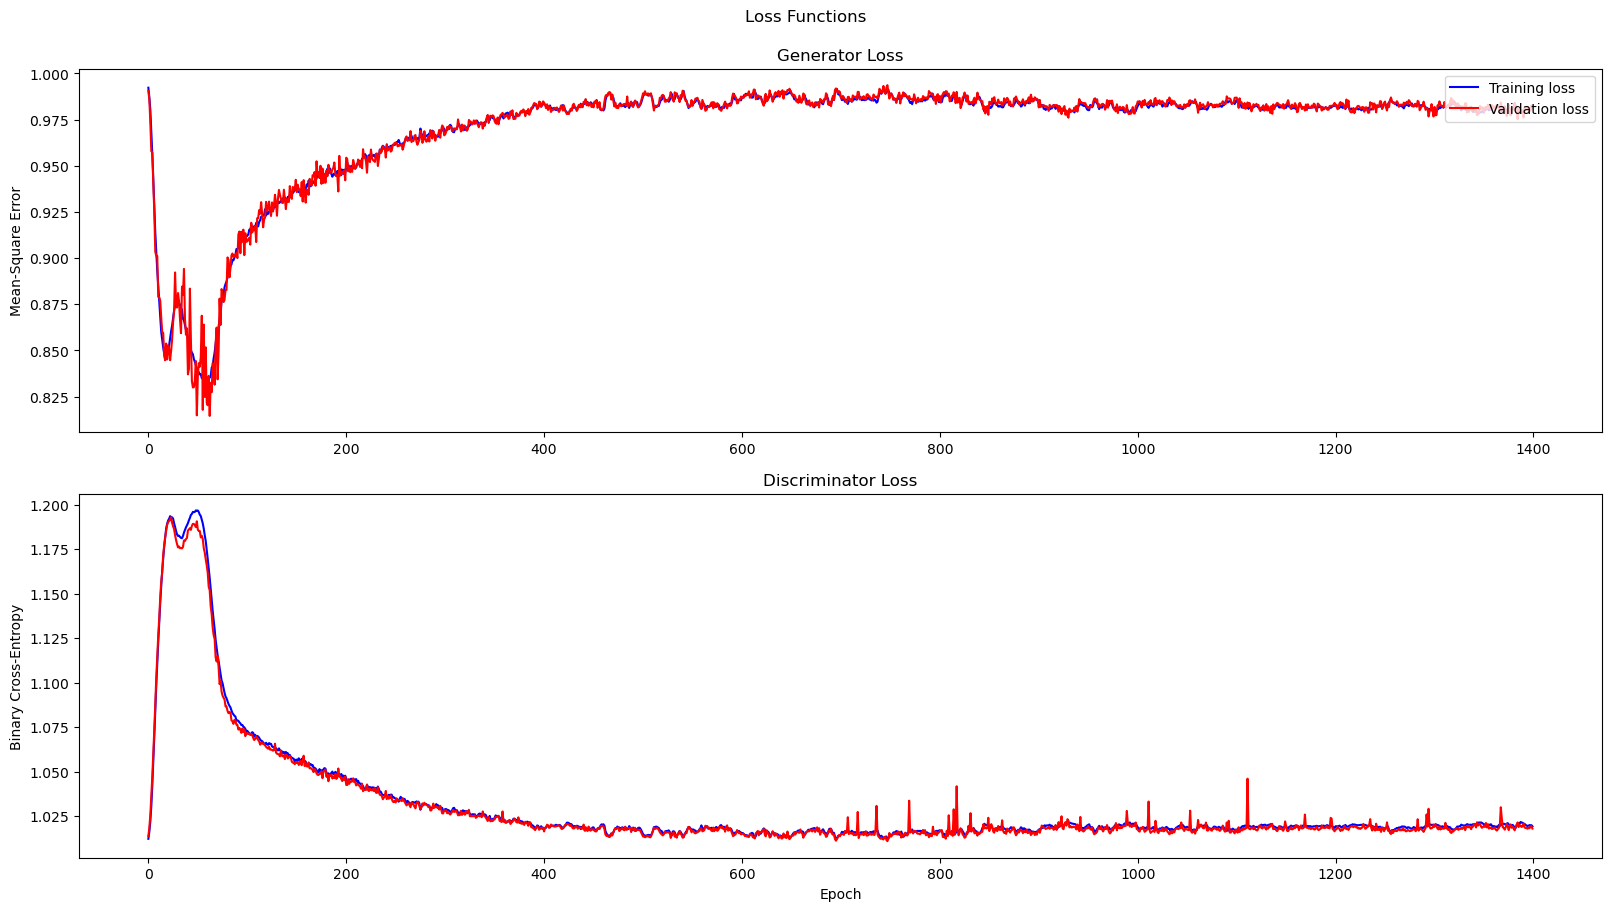 Loss Functions
Generator Loss
Mean-Square Error
1.000
0.975
0.950
0.925
0.900
0.875
0.850
0.825
Training loss
Validation loss
0 200 400 600 800 1000 1200 1400
Discriminator Loss
Binary Cross-Entropy
1.200
1.175
1.150
1.125
1.100
1.075
1.050
1.025
0 200 400 600 800 1000 1200 1400
Epoch